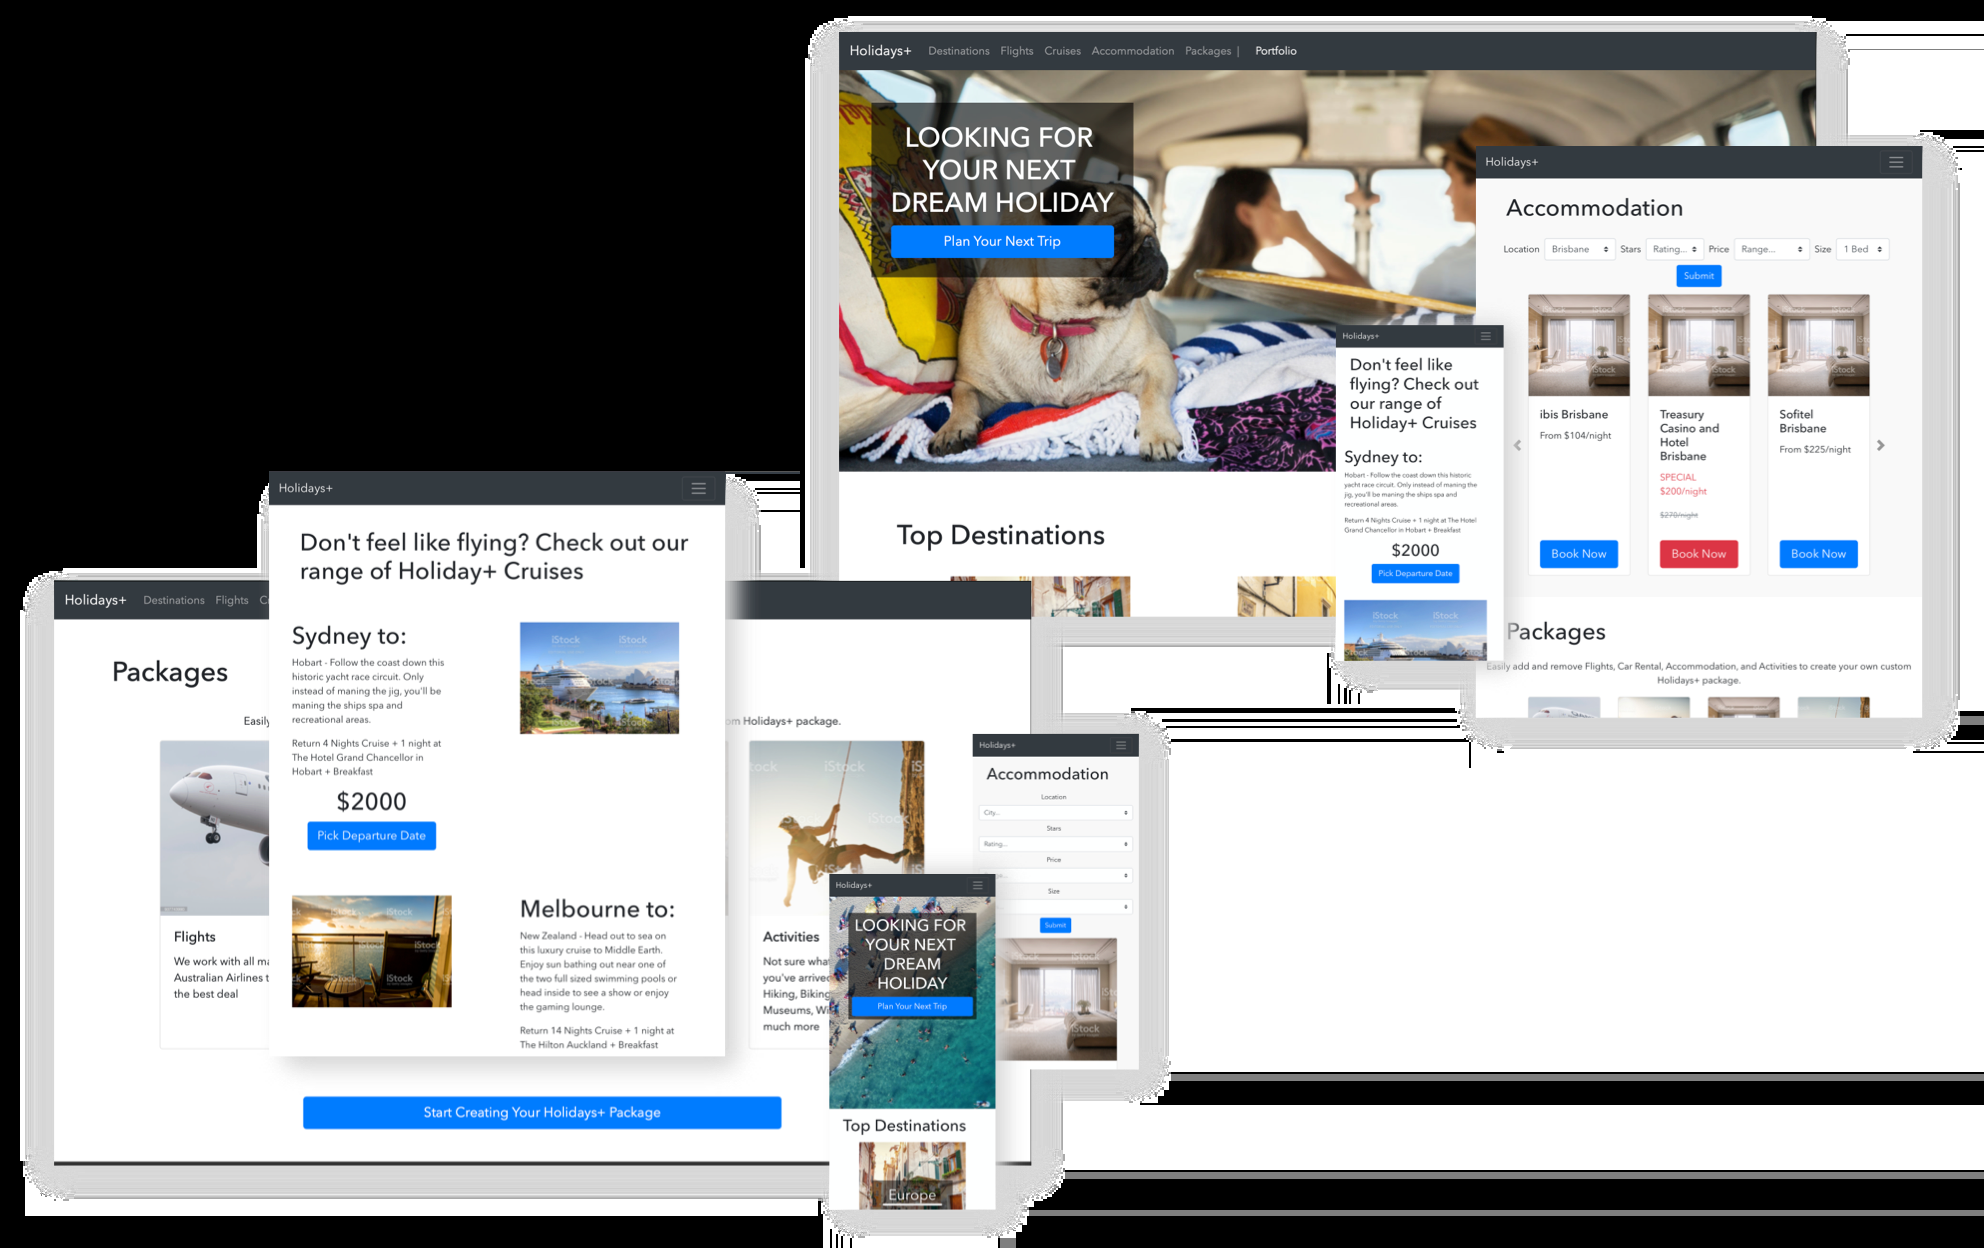 Holidays+ Destinations Flights Cruises Accommodation Packages | Portfolio
LOOKING FOR
YOUR NEXT
DREAM HOLIDAY
Plan Your Next Trip
Top Destinations
Holidays+
Accommodation
Location Brisbane Stars Rating... Price Range... Size 1 Bed
Submit
iStock
iStock
iStock
ibis Brisbane
From $104/night
Book Now
Treasury
Casino and
Hotel
Brisbane
SPECIAL
$200/night
$270/night
Book Now
Sofitel
Brisbane
From $225/night
Book Now
Packages
Easily add and remove Flights, Car Rental, Accommodation, and Activities to create your own custom
Holidays+ package.
Holidays+
Don't feel like
flying? Check out
our range of
Holiday+ Cruises
Sydney to:
Hobart - Follow the coast down this historic
yacht race circuit. Only instead of maning the
jig, you'll be maning the ships spa and
recreational areas.
Return 4 Nights Cruise + 1 night at The Hotel
Grand Chancellor in Hobart + Breakfast
$2000
Pick Departure Date
iStock iStock
Holidays+
Don't feel like flying? Check out our
range of Holiday+ Cruises
Sydney to:
Hobart - Follow the coast down this
historic yacht race circuit. Only
instead of maning the jig, you'll be
maning the ships spa and
recreational areas.
Return 4 Nights Cruise + 1 night at
The Hotel Grand Chancellor in
Hobart + Breakfast
$2000
Pick Departure Date
iStock iStock
iStock iStock
iStock
iStock
Melbourne to:
New Zealand - Head out to sea on
this luxury cruise to Middle Earth.
Enjoy sun bathing out near one of
the two full sized swimming pools or
head inside to see a show or enjoy
the gaming lounge.
Return 14 Nights Cruise + 1 night at
The Hilton Auckland + Breakfast
Holidays+ Destinations Flights
Packages
Easily
Holidays+ package.
Flights
We work with all
Australian Airlines
the best deal
iStock
iStock
Activities
Not sure
you've
Hiking, Biking
Museums,
much more
Start Creating Your Holidays+ Package
Holidays+
Accommodation
Location
City...
Stars
Rating...
Price
Size
Submit
iStock
Holidays+
LOOKING FOR
YOUR NEXT
DREAM
HOLIDAY
Plan Your Next Trip
Top Destinations
Europe